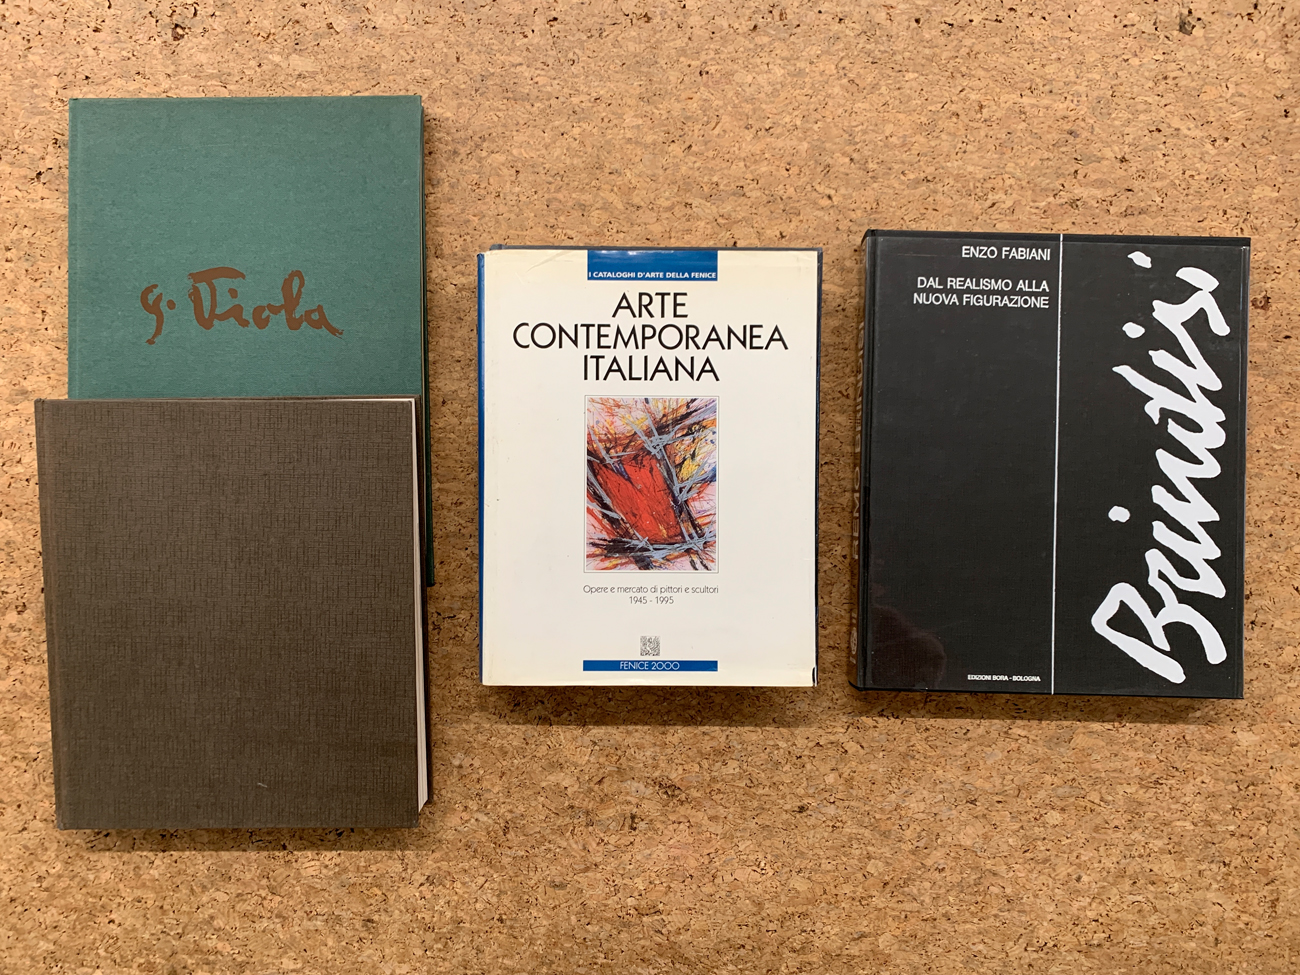 G. Viola
I CATALOGHI D'ARTE DELLA FENICE
ARTE
CONTEMPORANEA
ITALIANA
Opere e mercato di pittori e scultori
1945 - 1995
FENICE 2000
ENZO FABIANI
DAL REALISMO ALLA
NUOVA FIGURAZIONE
Brindisi
EDIZIONI BORA - BOLOGNA